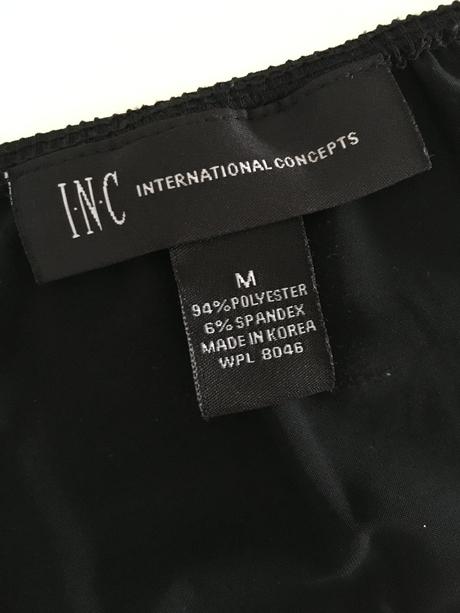 I·N·C INTERNATIONAL CONCEPTS
M
94% POLYESTER
6% SPANDEX
MADE IN KOREA
WPL 8046